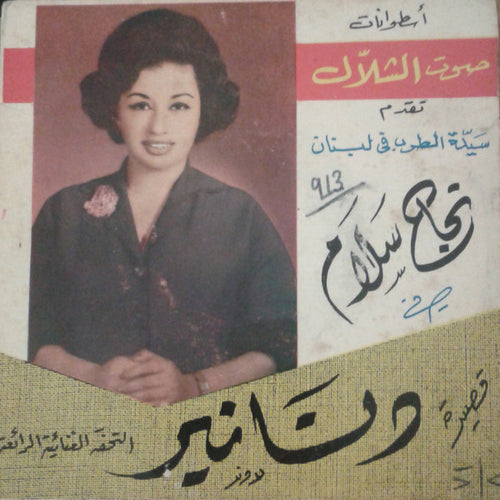 أسطوانات
صوت الشلال
تقدم
سيدة الطرب في لبنان
913
نجاح سلام
قصيدة
دنانير
التحفة الغنائية الرائعة